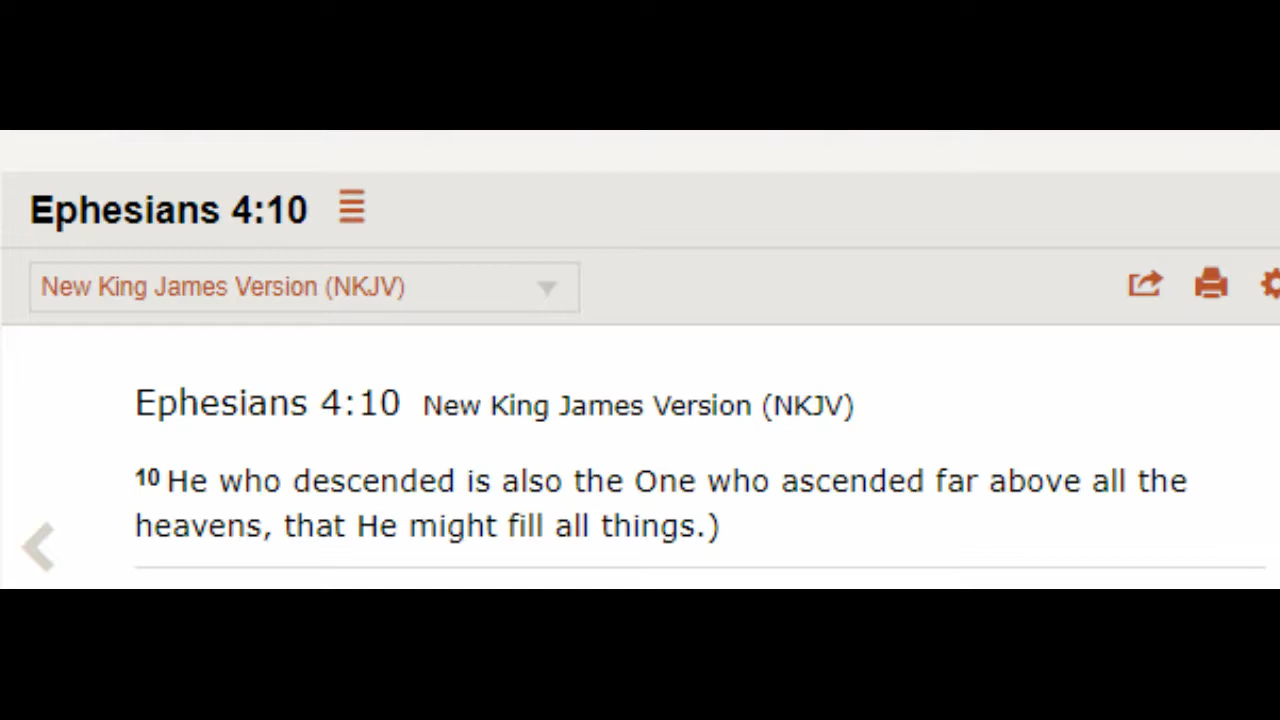 Ephesians 4:10
New King James Version (NKJV)
Ephesians 4:10 New King James Version (NKJV)
10 He who descended is also the One who ascended far above all the
heavens, that He might fill all things.)